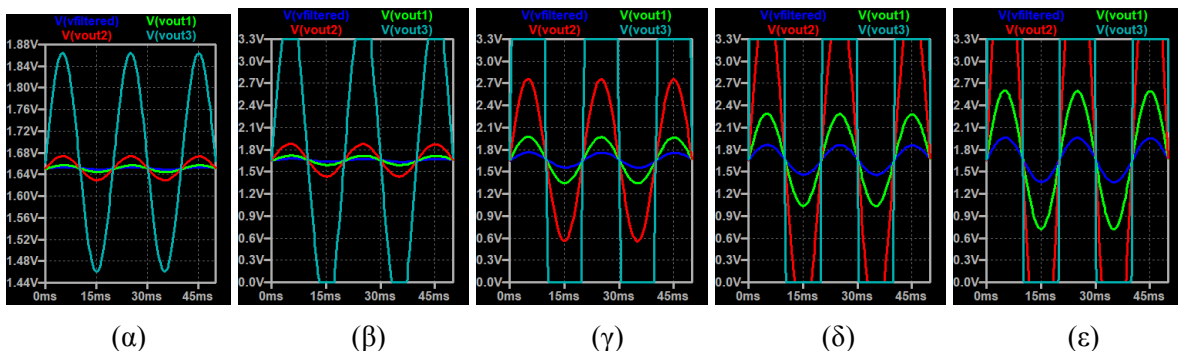 V(vfiltered) V(vout1)
V(vout2) V(vout3)
1.88V
1.84V
1.80V
1.76V
1.72V
1.68V
1.64V
1.60V
1.56V
1.52V
1.48V
1.44V
0ms 15ms 30ms 45ms
(α)
V(vfiltered) V(vout1)
V(vout2) V(vout3)
3.3V
3.0V
2.7V
2.4V
2.1V
1.8V
1.5V
1.2V
0.9V
0.6V
0.3V
0.0V
0ms 15ms 30ms 45ms
(β)
V(vfiltered) V(vout1)
V(vout2) V(vout3)
3.3V
3.0V
2.7V
2.4V
2.1V
1.8V
1.5V
1.2V
0.9V
0.6V
0.3V
0.0V
0ms 15ms 30ms 45ms
(γ)
V(vfiltered) V(vout1)
V(vout2) V(vout3)
3.3V
3.0V
2.7V
2.4V
2.1V
1.8V
1.5V
1.2V
0.9V
0.6V
0.3V
0.0V
0ms 15ms 30ms 45ms
(δ)
V(vfiltered) V(vout1)
V(vout2) V(vout3)
3.3V
3.0V
2.7V
2.4V
2.1V
1.8V
1.5V
1.2V
0.9V
0.6V
0.3V
0.0V
0ms 15ms 30ms 45ms
(ε)